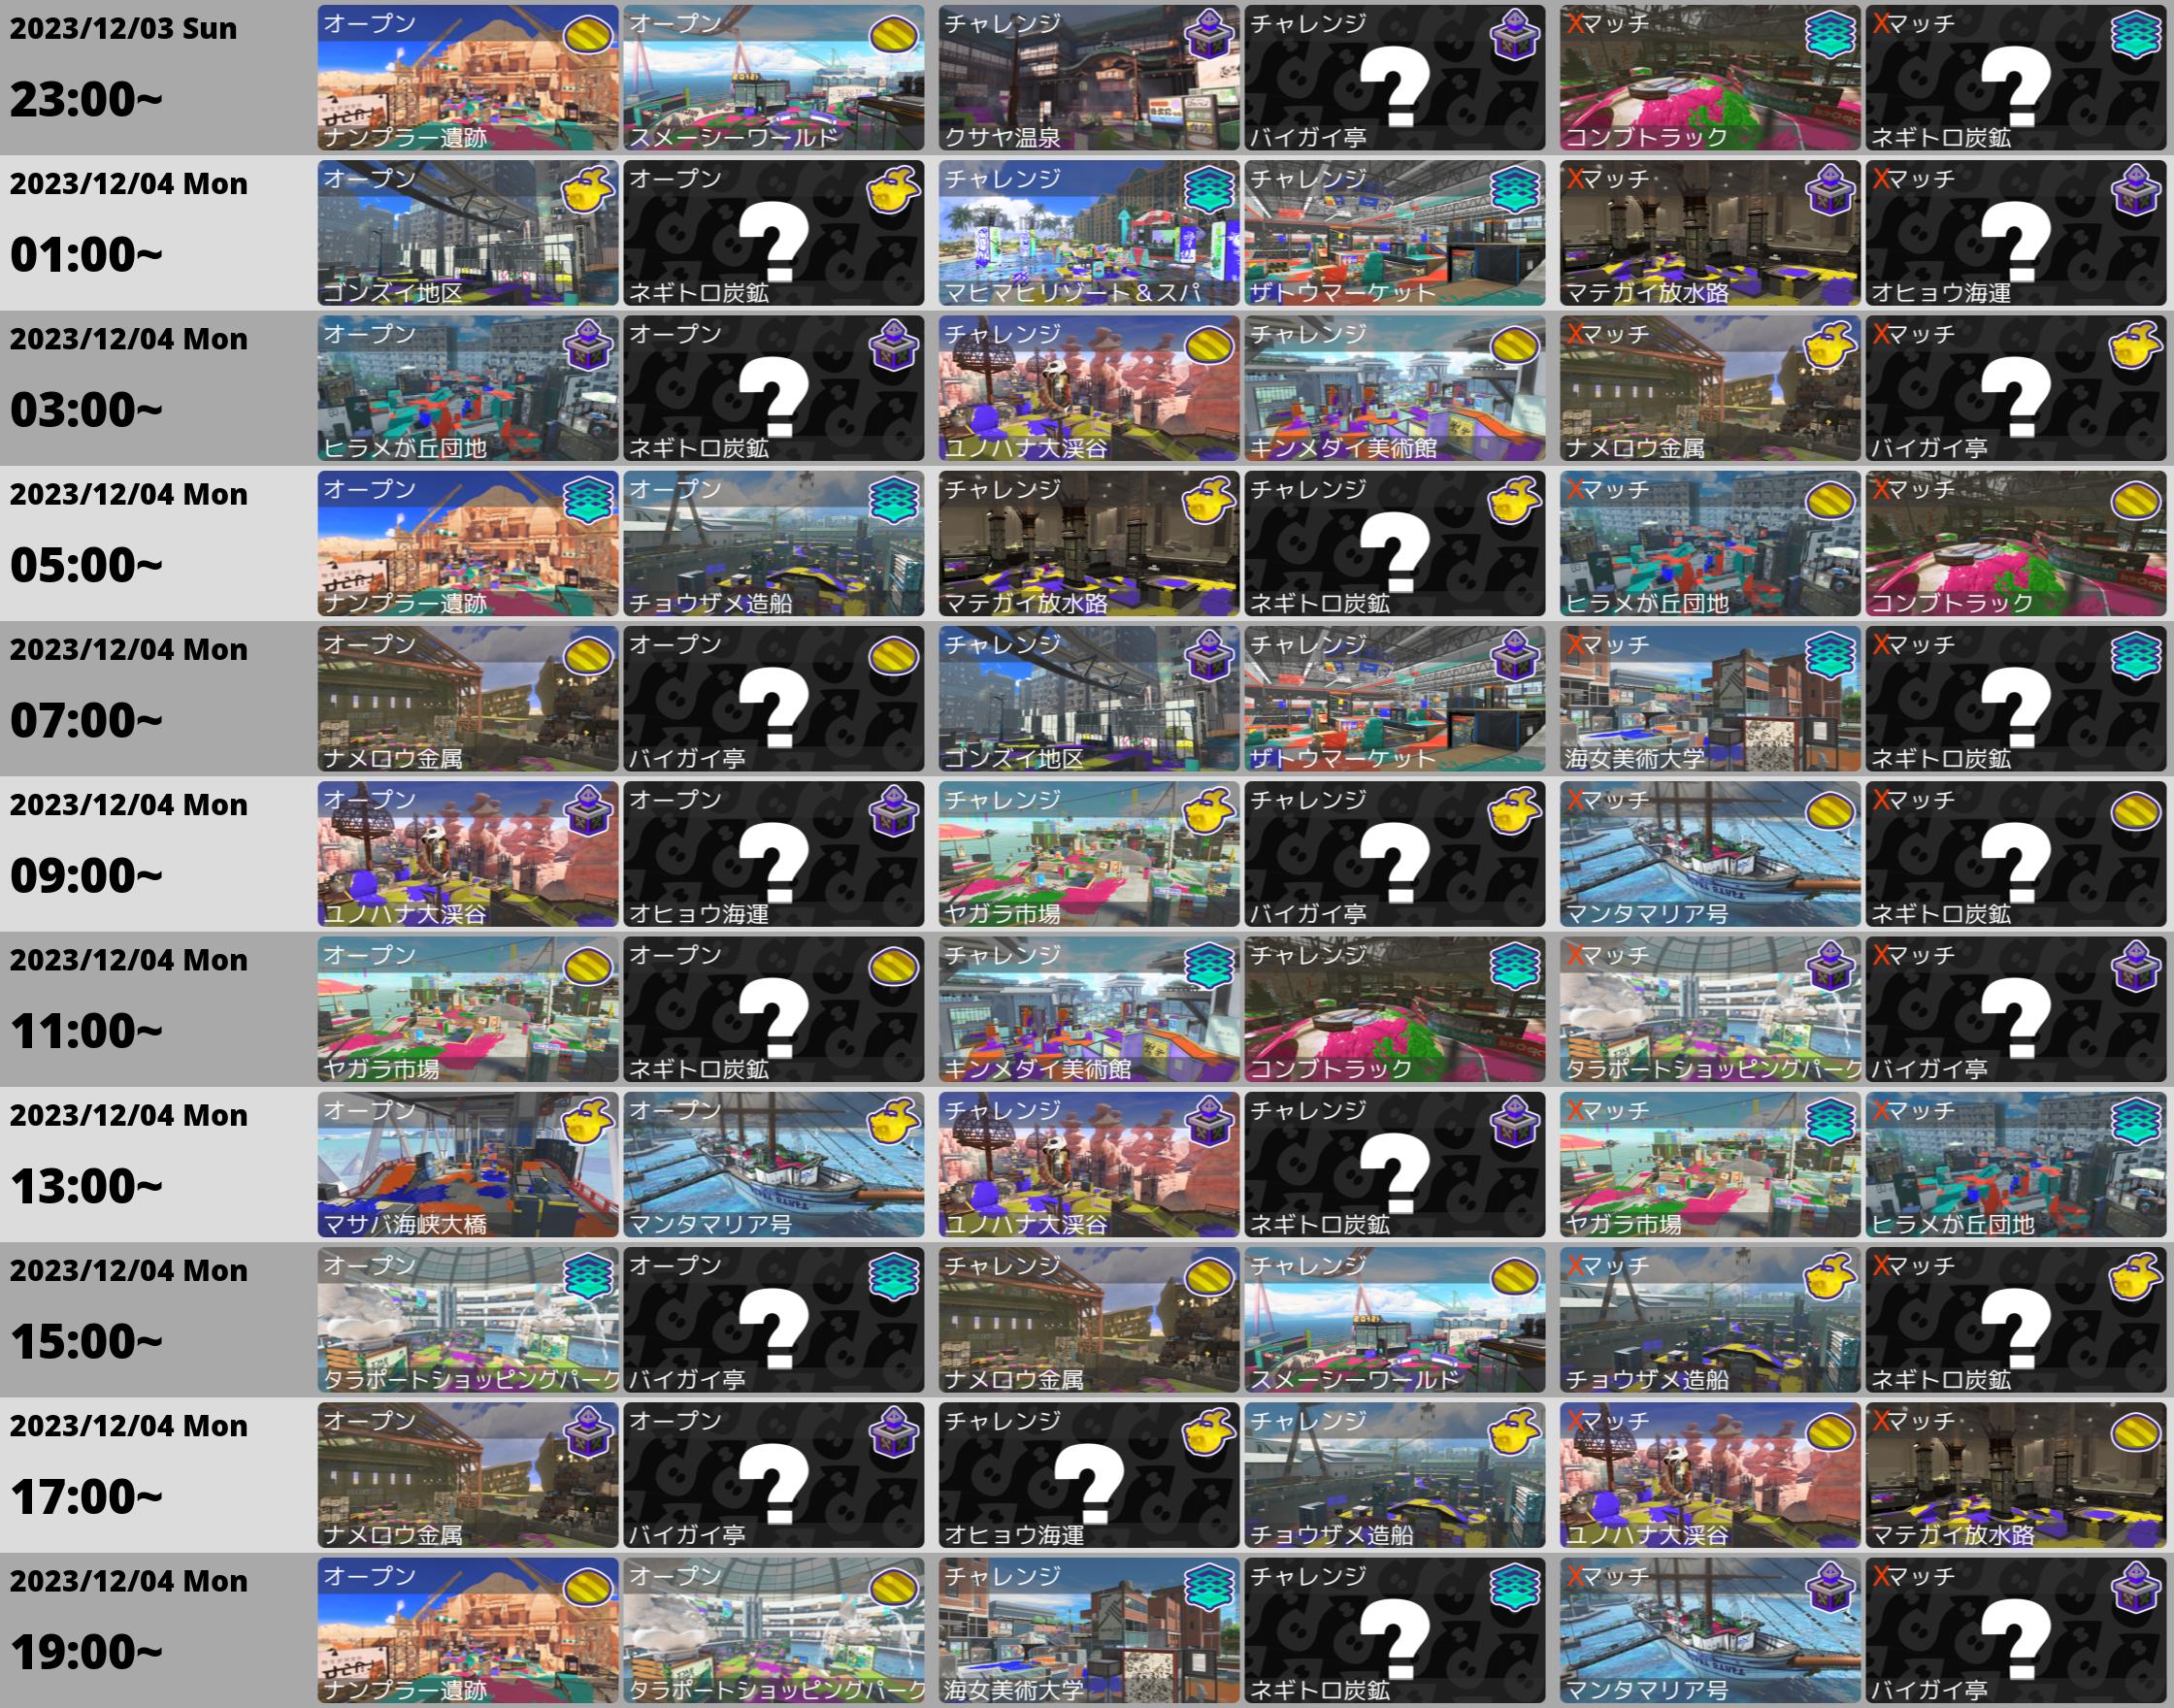 2023/12/03 Sun
23:00~
オープン オープン チャレンジ チャレンジ Xマッチ Xマッチ
ナンプラー遺跡 スメーシーワールド クサヤ温泉 バイガイ亭 コンブトラック ネギトロ炭鉱
2023/12/04 Mon
01:00~
オープン オープン チャレンジ チャレンジ Xマッチ Xマッチ
ゴンズイ地区 ネギトロ炭鉱 マヒマヒリゾート&スパ ザトウマーケット マテガイ放水路 オヒョウ海運
2023/12/04 Mon
03:00~
オープン オープン チャレンジ チャレンジ Xマッチ Xマッチ
ヒラメが丘団地 ネギトロ炭鉱 ユノハナ大渓谷 キンメダイ美術館 ナメロウ金属 バイガイ亭
2023/12/04 Mon
05:00~
オープン オープン チャレンジ チャレンジ Xマッチ Xマッチ
ナンプラー遺跡 チョウザメ造船 マテガイ放水路 ネギトロ炭鉱 ヒラメが丘団地 コンブトラック
2023/12/04 Mon
07:00~
オープン オープン チャレンジ チャレンジ Xマッチ Xマッチ
ナメロウ金属 バイガイ亭 ゴンズイ地区 ザトウマーケット 海女美術大学 ネギトロ炭鉱
2023/12/04 Mon
09:00~
オープン オープン チャレンジ チャレンジ Xマッチ Xマッチ
ユノハナ大渓谷 オヒョウ海運 ヤガラ市場 バイガイ亭 マンタマリア号 ネギトロ炭鉱
2023/12/04 Mon
11:00~
オープン オープン チャレンジ チャレンジ Xマッチ Xマッチ
ヤガラ市場 ネギトロ炭鉱 キンメダイ美術館 コンブトラック タラポートショッピングパーク バイガイ亭
2023/12/04 Mon
13:00~
オープン オープン チャレンジ チャレンジ Xマッチ Xマッチ
マサバ海峡大橋 マンタマリア号 ユノハナ大渓谷 ネギトロ炭鉱 ヤガラ市場 ヒラメが丘団地
2023/12/04 Mon
15:00~
オープン オープン チャレンジ チャレンジ Xマッチ Xマッチ
タラポートショッピングパーク バイガイ亭 ナメロウ金属 スメーシーワールド チョウザメ造船 ネギトロ炭鉱
2023/12/04 Mon
17:00~
オープン オープン チャレンジ チャレンジ Xマッチ Xマッチ
ナメロウ金属 バイガイ亭 オヒョウ海運 チョウザメ造船 ユノハナ大渓谷 マテガイ放水路
2023/12/04 Mon
19:00~
オープン オープン チャレンジ チャレンジ Xマッチ Xマッチ
ナンプラー遺跡 タラポートショッピングパーク 海女美術大学 ネギトロ炭鉱 マンタマリア号 バイガイ亭